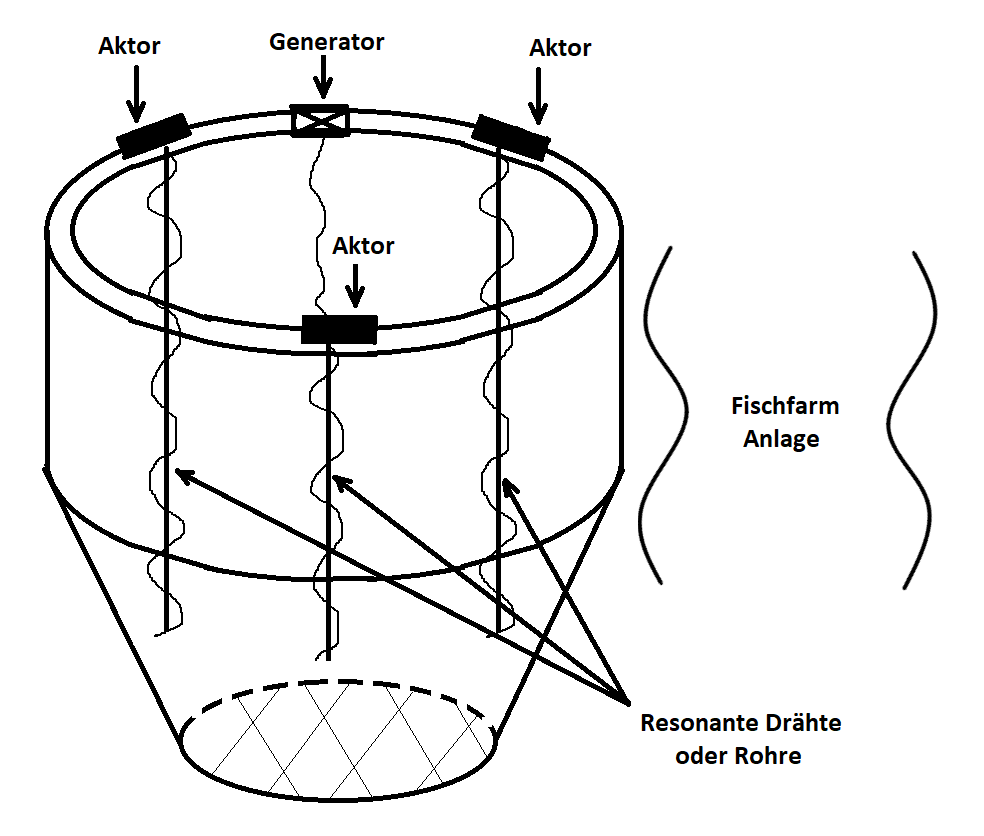 Aktor
Generator
Aktor
Aktor
Fischfarm
Anlage
Resonante Drähte
oder Rohre